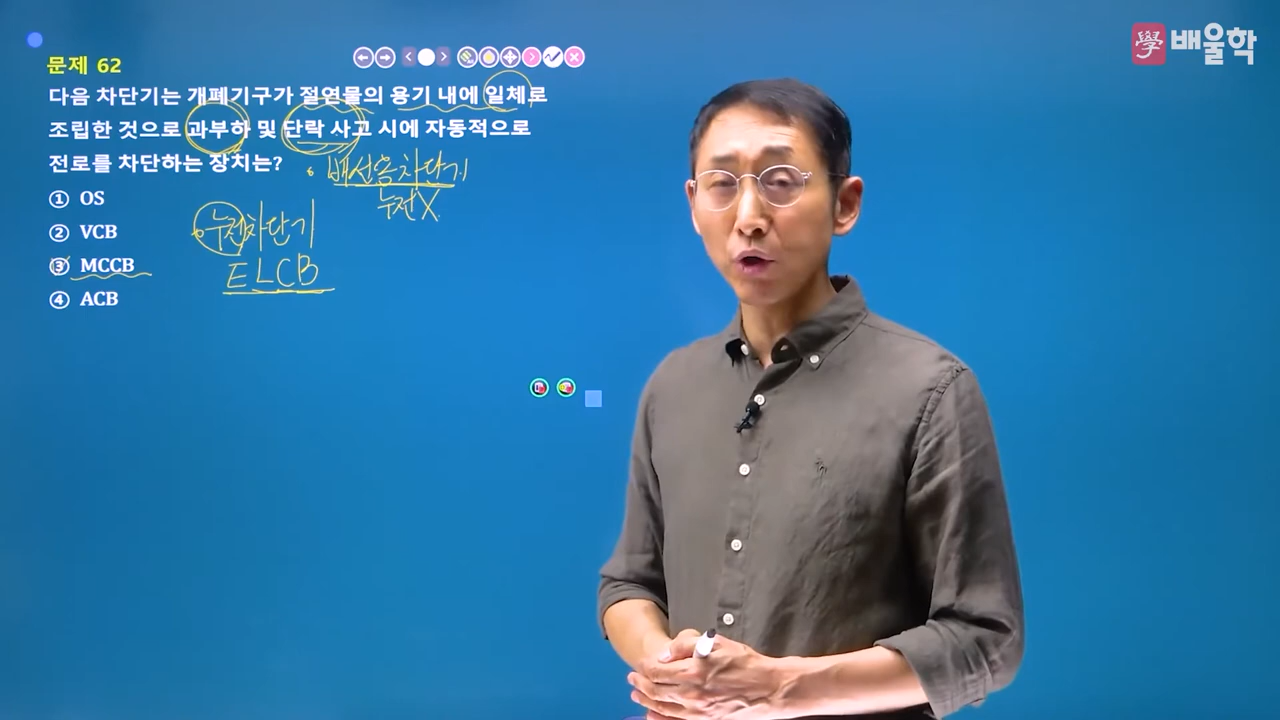 學 배울학
문제 62
다음 차단기는 개폐기구가 절연물의 용기 내에 일체로
조립한 것으로 과부하 및 단락 사고 시에 자동적으로
전로를 차단하는 장치는?
배선용차단기
누전X
① OS
② VCB
③ MCCB
④ ACB
누전차단기
ELCB